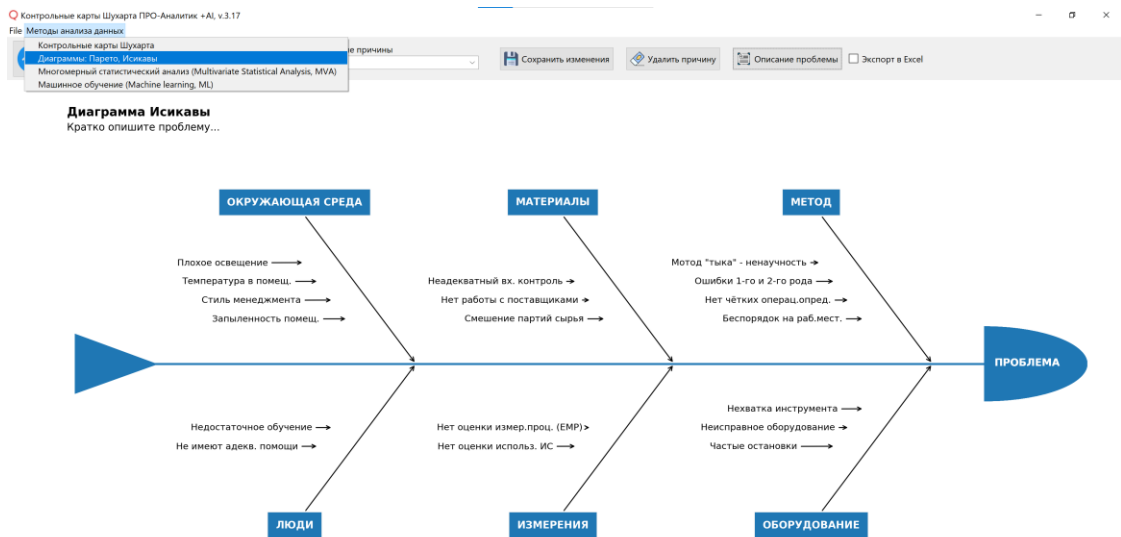 Контрольные карты Шухарта ПРО-Аналитик +AI, v.3.17
File Методы анализа данных
Контрольные карты Шухарта
Диаграммы: Парето, Исикавы
Многомерный статистический анализ (Multivariate Statistical Analysis, MVA)
Машинное обучение (Machine learning, ML)
е причины
Сохранить изменения
Удалить причину
Описание проблемы
Экспорт в Excel
Диаграмма Исикавы
Кратко опишите проблему...
ОКРУЖАЮЩАЯ СРЕДА
МАТЕРИАЛЫ
МЕТОД
Плохое освещение
Температура в помещ.
Стиль менеджмента
Запыленность помещ.
Неадекватный вх. контроль
Нет работы с поставщиками
Смешение партий сырья
Мотод "тыка" - ненаучность
Ошибки 1-го и 2-го рода
Нет чётких операц.опред.
Беспорядок на раб.мест.
ПРОБЛЕМА
Недостаточное обучение
Не имеют адекв. помощи
Нет оценки измер.проц. (EMP)
Нет оценки использ. ИС
Нехватка инструмента
Неисправное оборудование
Частые остановки
ЛЮДИ
ИЗМЕРЕНИЯ
ОБОРУДОВАНИЕ